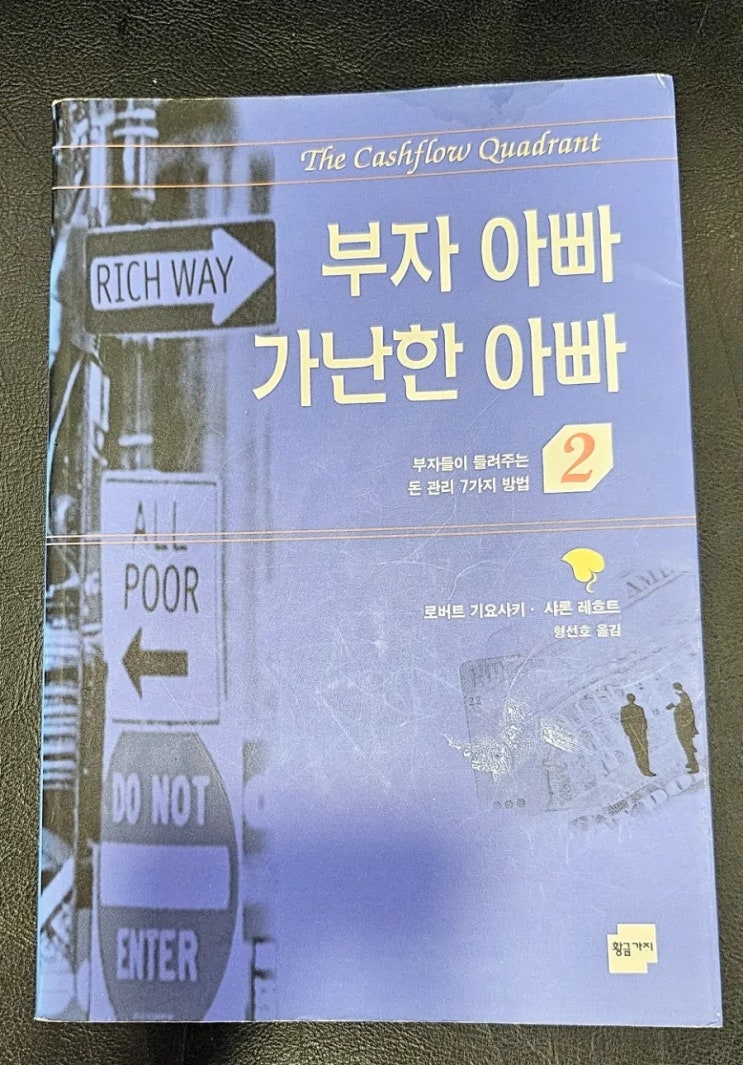 The Cashflow Quadrant
부자 아빠
가난한 아빠
2
부자들이 들려주는
돈 관리 7가지 방법
로버트 기요사키 · 샤론 레흐트
형선호 옮김
RICH WAY
ALL
POOR
DO NOT
ENTER
22
황금가지